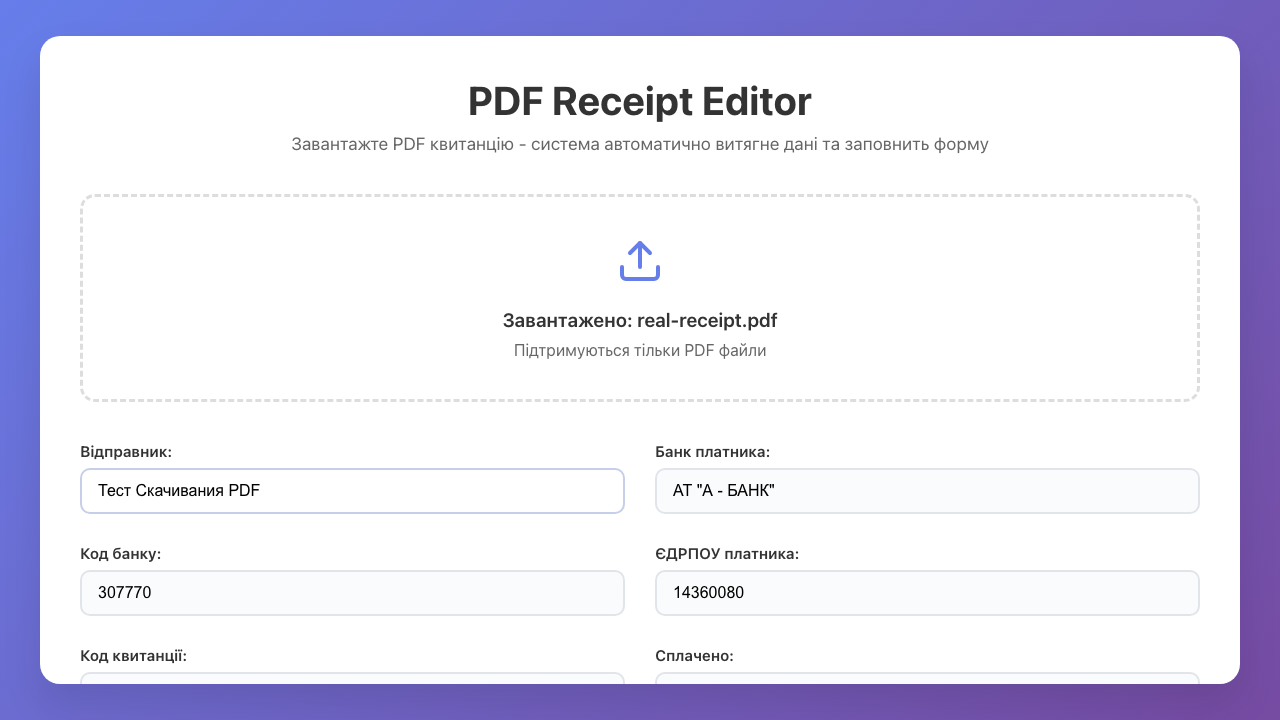 PDF Receipt Editor
Завантажте PDF квитанцію - система автоматично витягне дані та заповнить форму
Завантажено: real-receipt.pdf
Підтримуються тільки PDF файли
Відправник:
Банк платника:
Тест Скачивания PDF
АТ "А - БАНК"
Код банку:
ЄДРПОУ платника:
307770
14360080
Код квитанції:
Сплачено: